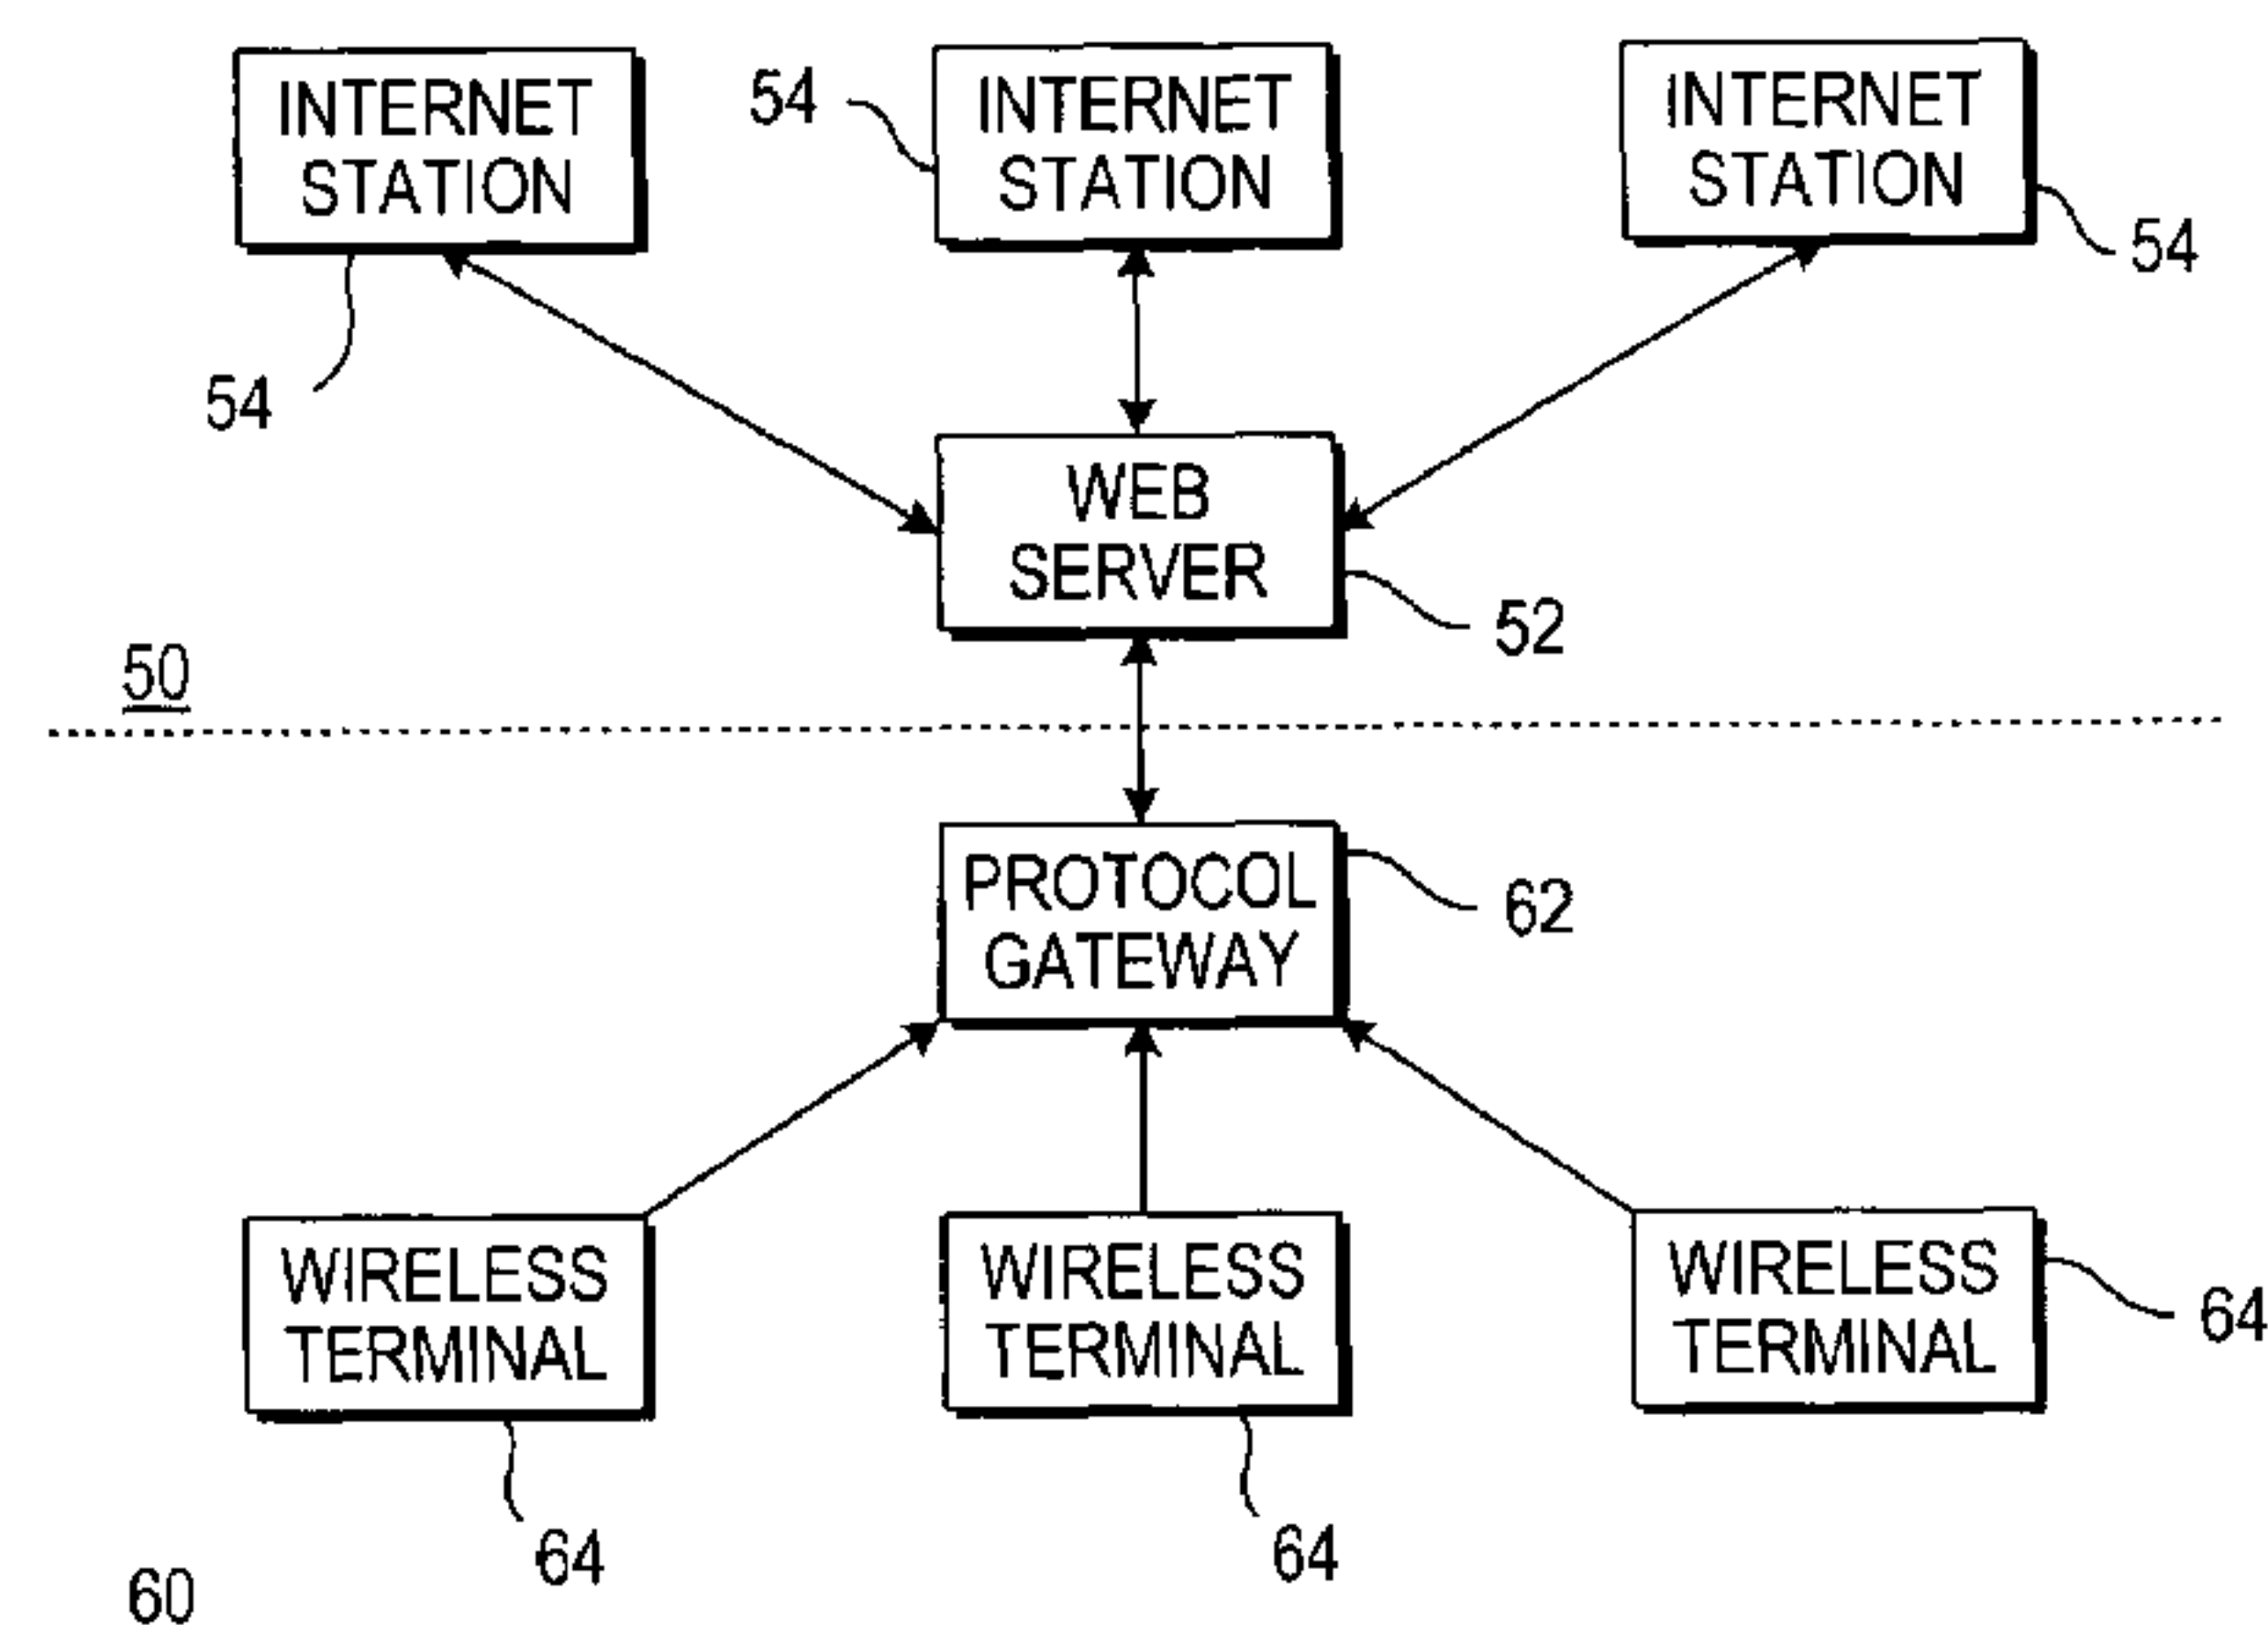 INTERNET
STATION
54
INTERNET
STATION
INTERNET
STATION
54
54
WEB
SERVER
52
50
PROTOCOL
GATEWAY
62
WIRELESS
TERMINAL
WIRELESS
TERMINAL
WIRELESS
TERMINAL
64
64
64
60